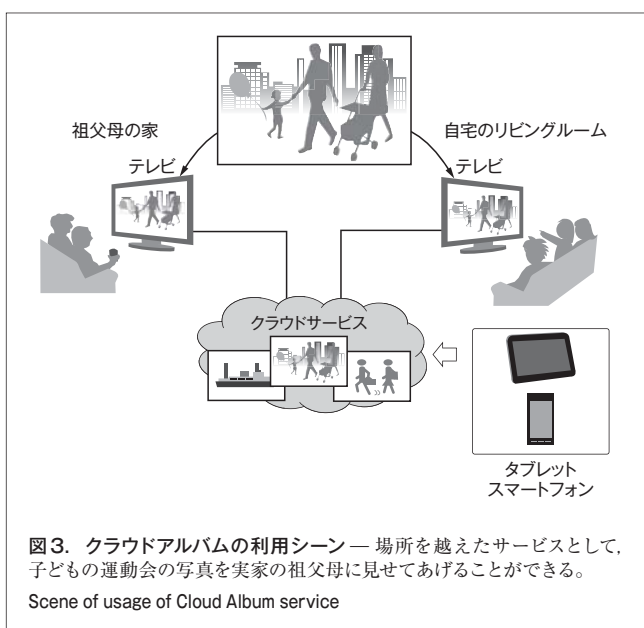 祖父母の家
自宅のリビングルーム
テレビ
テレビ
クラウドサービス
タブレット
スマートフォン
図3. クラウドアルバムの利用シーン — 場所を越えたサービスとして,
子どもの運動会の写真を実家の祖父母に見せてあげることができる。
Scene of usage of Cloud Album service